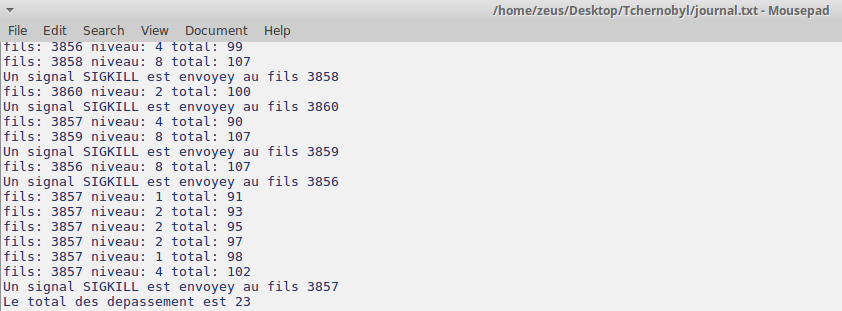 /home/zeus/Desktop/Tchernobyl/journal.txt - Mousepad
File Edit Search View Document Help
fils: 3856 niveau: 4 total: 99
fils: 3858 niveau: 8 total: 107
Un signal SIGKILL est envoyey au fils 3858
fils: 3860 niveau: 2 total: 100
Un signal SIGKILL est envoyey au fils 3860
fils: 3857 niveau: 4 total: 90
fils: 3859 niveau: 8 total: 107
Un signal SIGKILL est envoyey au fils 3859
fils: 3856 niveau: 8 total: 107
Un signal SIGKILL est envoyey au fils 3856
fils: 3857 niveau: 1 total: 91
fils: 3857 niveau: 2 total: 93
fils: 3857 niveau: 2 total: 95
fils: 3857 niveau: 2 total: 97
fils: 3857 niveau: 1 total: 98
fils: 3857 niveau: 4 total: 102
Un signal SIGKILL est envoyey au fils 3857
Le total des depassement est 23